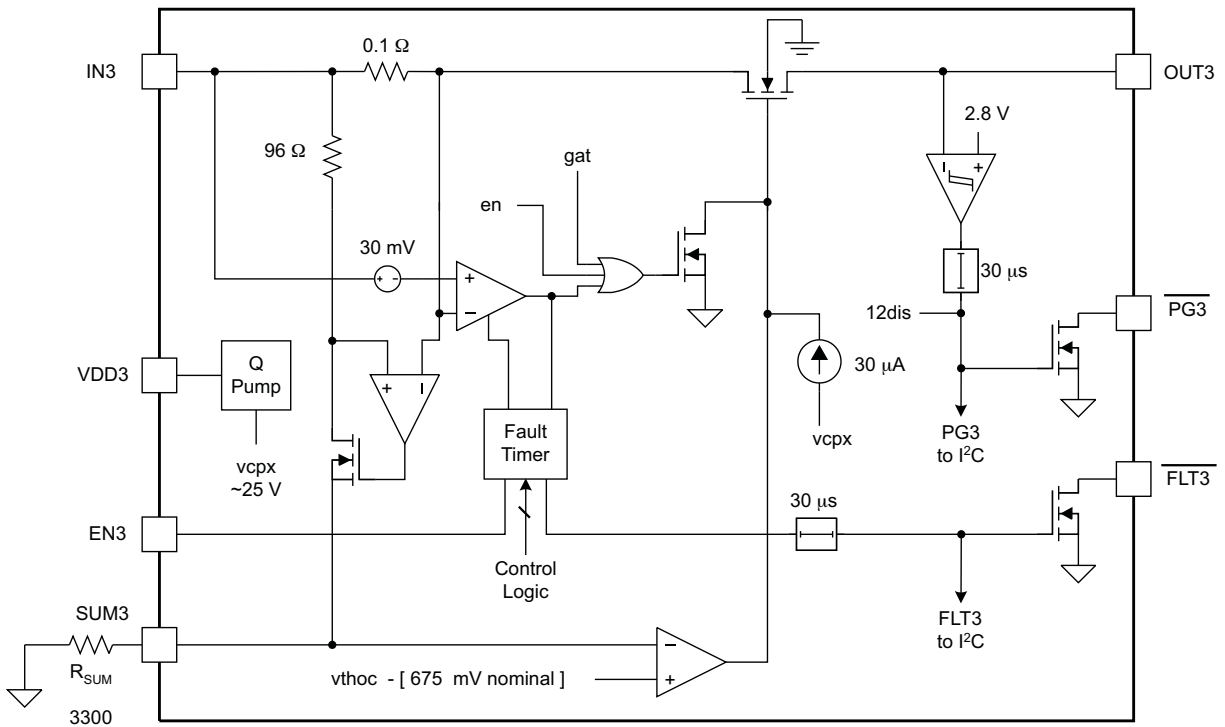 0.1 Ω
IN3
OUT3
2.8 V
96 Ω
gat
en
30 mV
30 μs
12dis
PG3
VDD3
Q
Pump
30 μA
vcpx
PG3
to I²C
Fault
Timer
vcpx
~25 V
FLT3
30 μs
EN3
Control
Logic
SUM3
FLT3
to I²C
R_SUM
vthoc - [ 675 mV nominal ]
3300